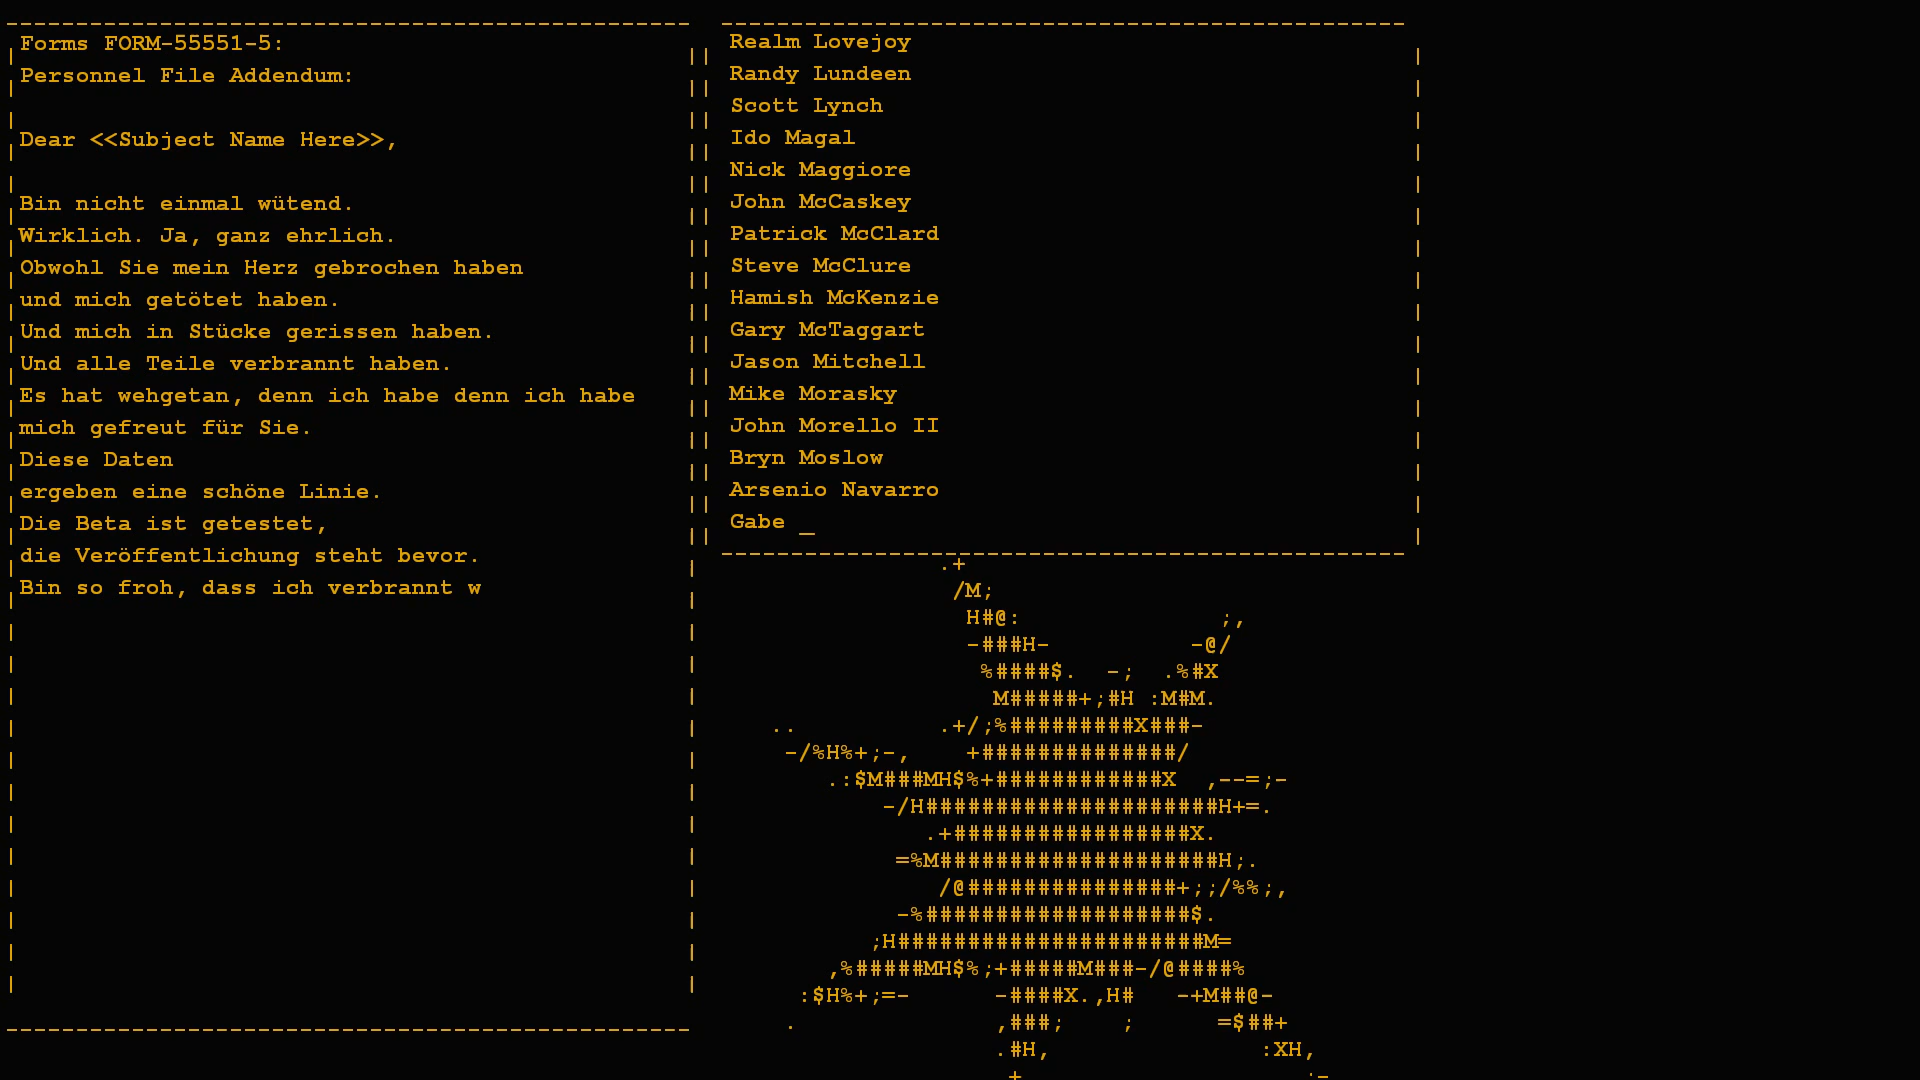 Forms FORM-55551-5:
Personnel File Addendum:
Dear <<Subject Name Here>>,
Bin nicht einmal wütend.
Wirklich. Ja, ganz ehrlich.
Obwohl Sie mein Herz gebrochen haben
und mich getötet haben.
Und mich in Stücke gerissen haben.
Und alle Teile verbrannt haben.
Es hat wehgetan, denn ich habe denn ich habe
mich gefreut für Sie.
Diese Daten
ergeben eine schöne Linie.
Die Beta ist getestet,
die Veröffentlichung steht bevor.
Bin so froh, dass ich verbrannt w
Realm Lovejoy
Randy Lundeen
Scott Lynch
Ido Magal
Nick Maggiore
John McCaskey
Patrick McClard
Steve McClure
Hamish McKenzie
Gary McTaggart
Jason Mitchell
Mike Morasky
John Morello II
Bryn Moslow
Arsenio Navarro
Gabe _